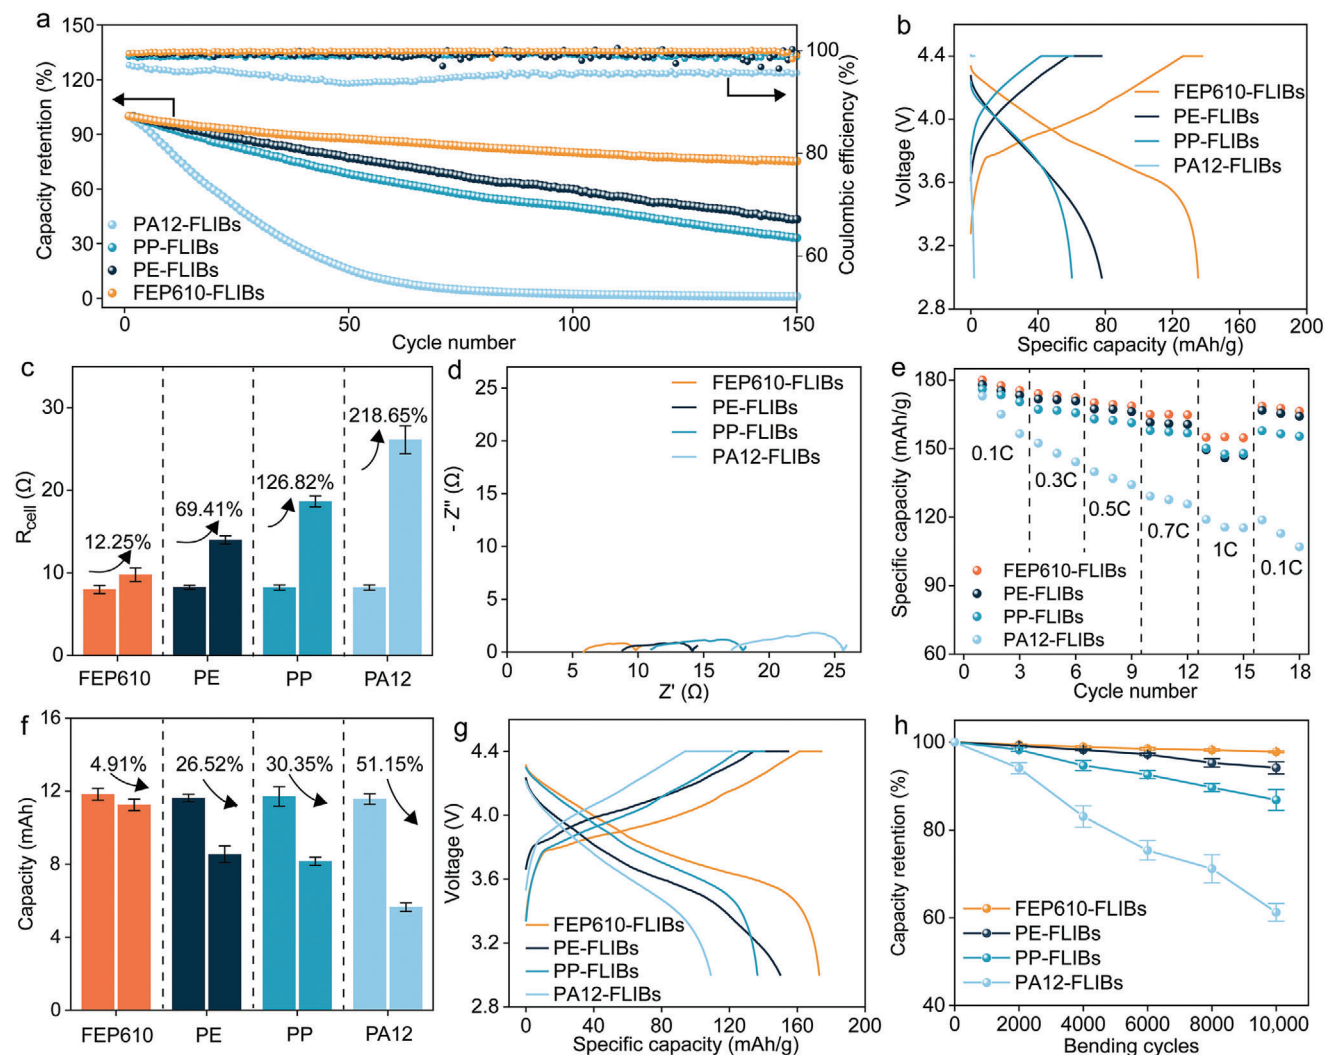 a
150
120
90
60
30
0
Capacity retention (%)
100
80
60
Coulombic efficiency (%)
PA12-FLIBs
PP-FLIBs
PE-FLIBs
FEP610-FLIBs
0
50
100
150
Cycle number
b
4.4
4.0
3.6
3.2
2.8
Voltage (V)
FEP610-FLIBs
PE-FLIBs
PP-FLIBs
PA12-FLIBs
0
40
80
120
160
200
Specific capacity (mAh/g)
c
30
20
10
0
Rcell (Ω)
12.25%
69.41%
126.82%
218.65%
FEP610
PE
PP
PA12
d
25
20
15
10
5
0
- Z" (Ω)
FEP610-FLIBs
PE-FLIBs
PP-FLIBs
PA12-FLIBs
0
5
10
15
20
25
Z' (Ω)
e
180
150
120
90
60
Specific capacity (mAh/g)
0.1C
0.3C
0.5C
0.7C
1C
0.1C
FEP610-FLIBs
PE-FLIBs
PP-FLIBs
PA12-FLIBs
0
3
6
9
12
15
18
Cycle number
f
16
12
8
4
0
Capacity (mAh)
4.91%
26.52%
30.35%
51.15%
FEP610
PE
PP
PA12
g
4.4
4.0
3.6
3.2
2.8
Voltage (V)
FEP610-FLIBs
PE-FLIBs
PP-FLIBs
PA12-FLIBs
0
40
80
120
160
200
Specific capacity (mAh/g)
h
100
80
60
40
Capacity retention (%)
FEP610-FLIBs
PE-FLIBs
PP-FLIBs
PA12-FLIBs
0
2000
4000
6000
8000
10,000
Bending cycles